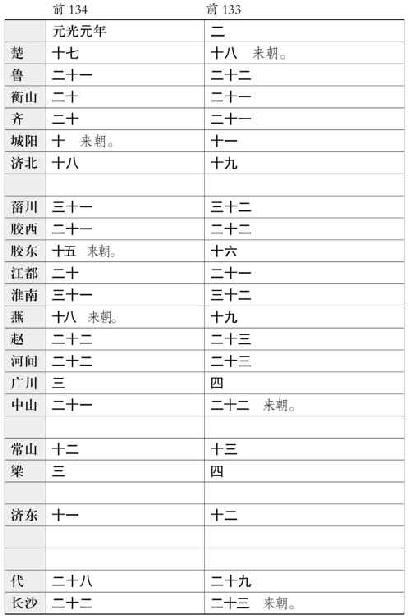 前 134 前 133
元光元年 二
楚 十七 十八 来朝。
鲁 二十一 二十二
衡山 二十 二十一
齐 二十 二十一
城阳 十 来朝。 十一
济北 十八 十九
菑川 三十一 三十二
胶西 二十一 二十二
胶东 十五 来朝。 十六
江都 二十 二十一
淮南 三十一 三十二
燕 十八 来朝。 十九
赵 二十二 二十三
河间 二十二 二十三
广川 三 四
中山 二十一 二十二 来朝。
常山 十二 十三
梁 三 四
济东 十一 十二
代 二十八 二十九
长沙 二十二 二十三 来朝。